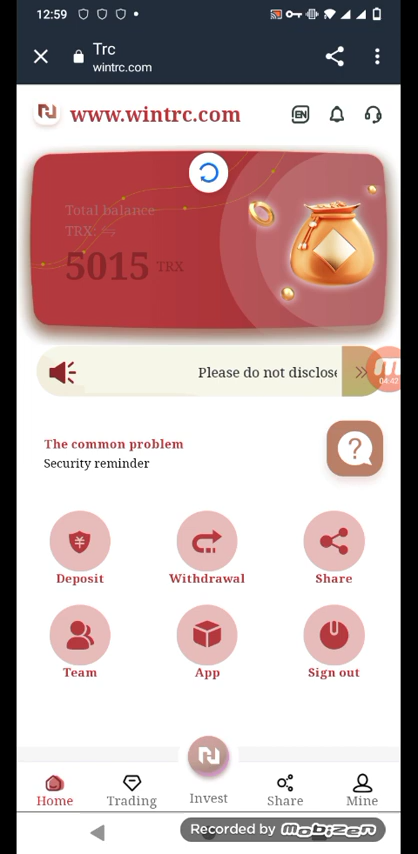 12:59
Trc
wintrc.com
www.wintrc.com
EN
Total balance
TRX:
5015 TRX
Please do not disclos
04:42
The common problem
Security reminder
Deposit
Withdrawal
Share
Team
App
Sign out
Home
Trading
Invest
Share
Mine
Recorded by mobizen